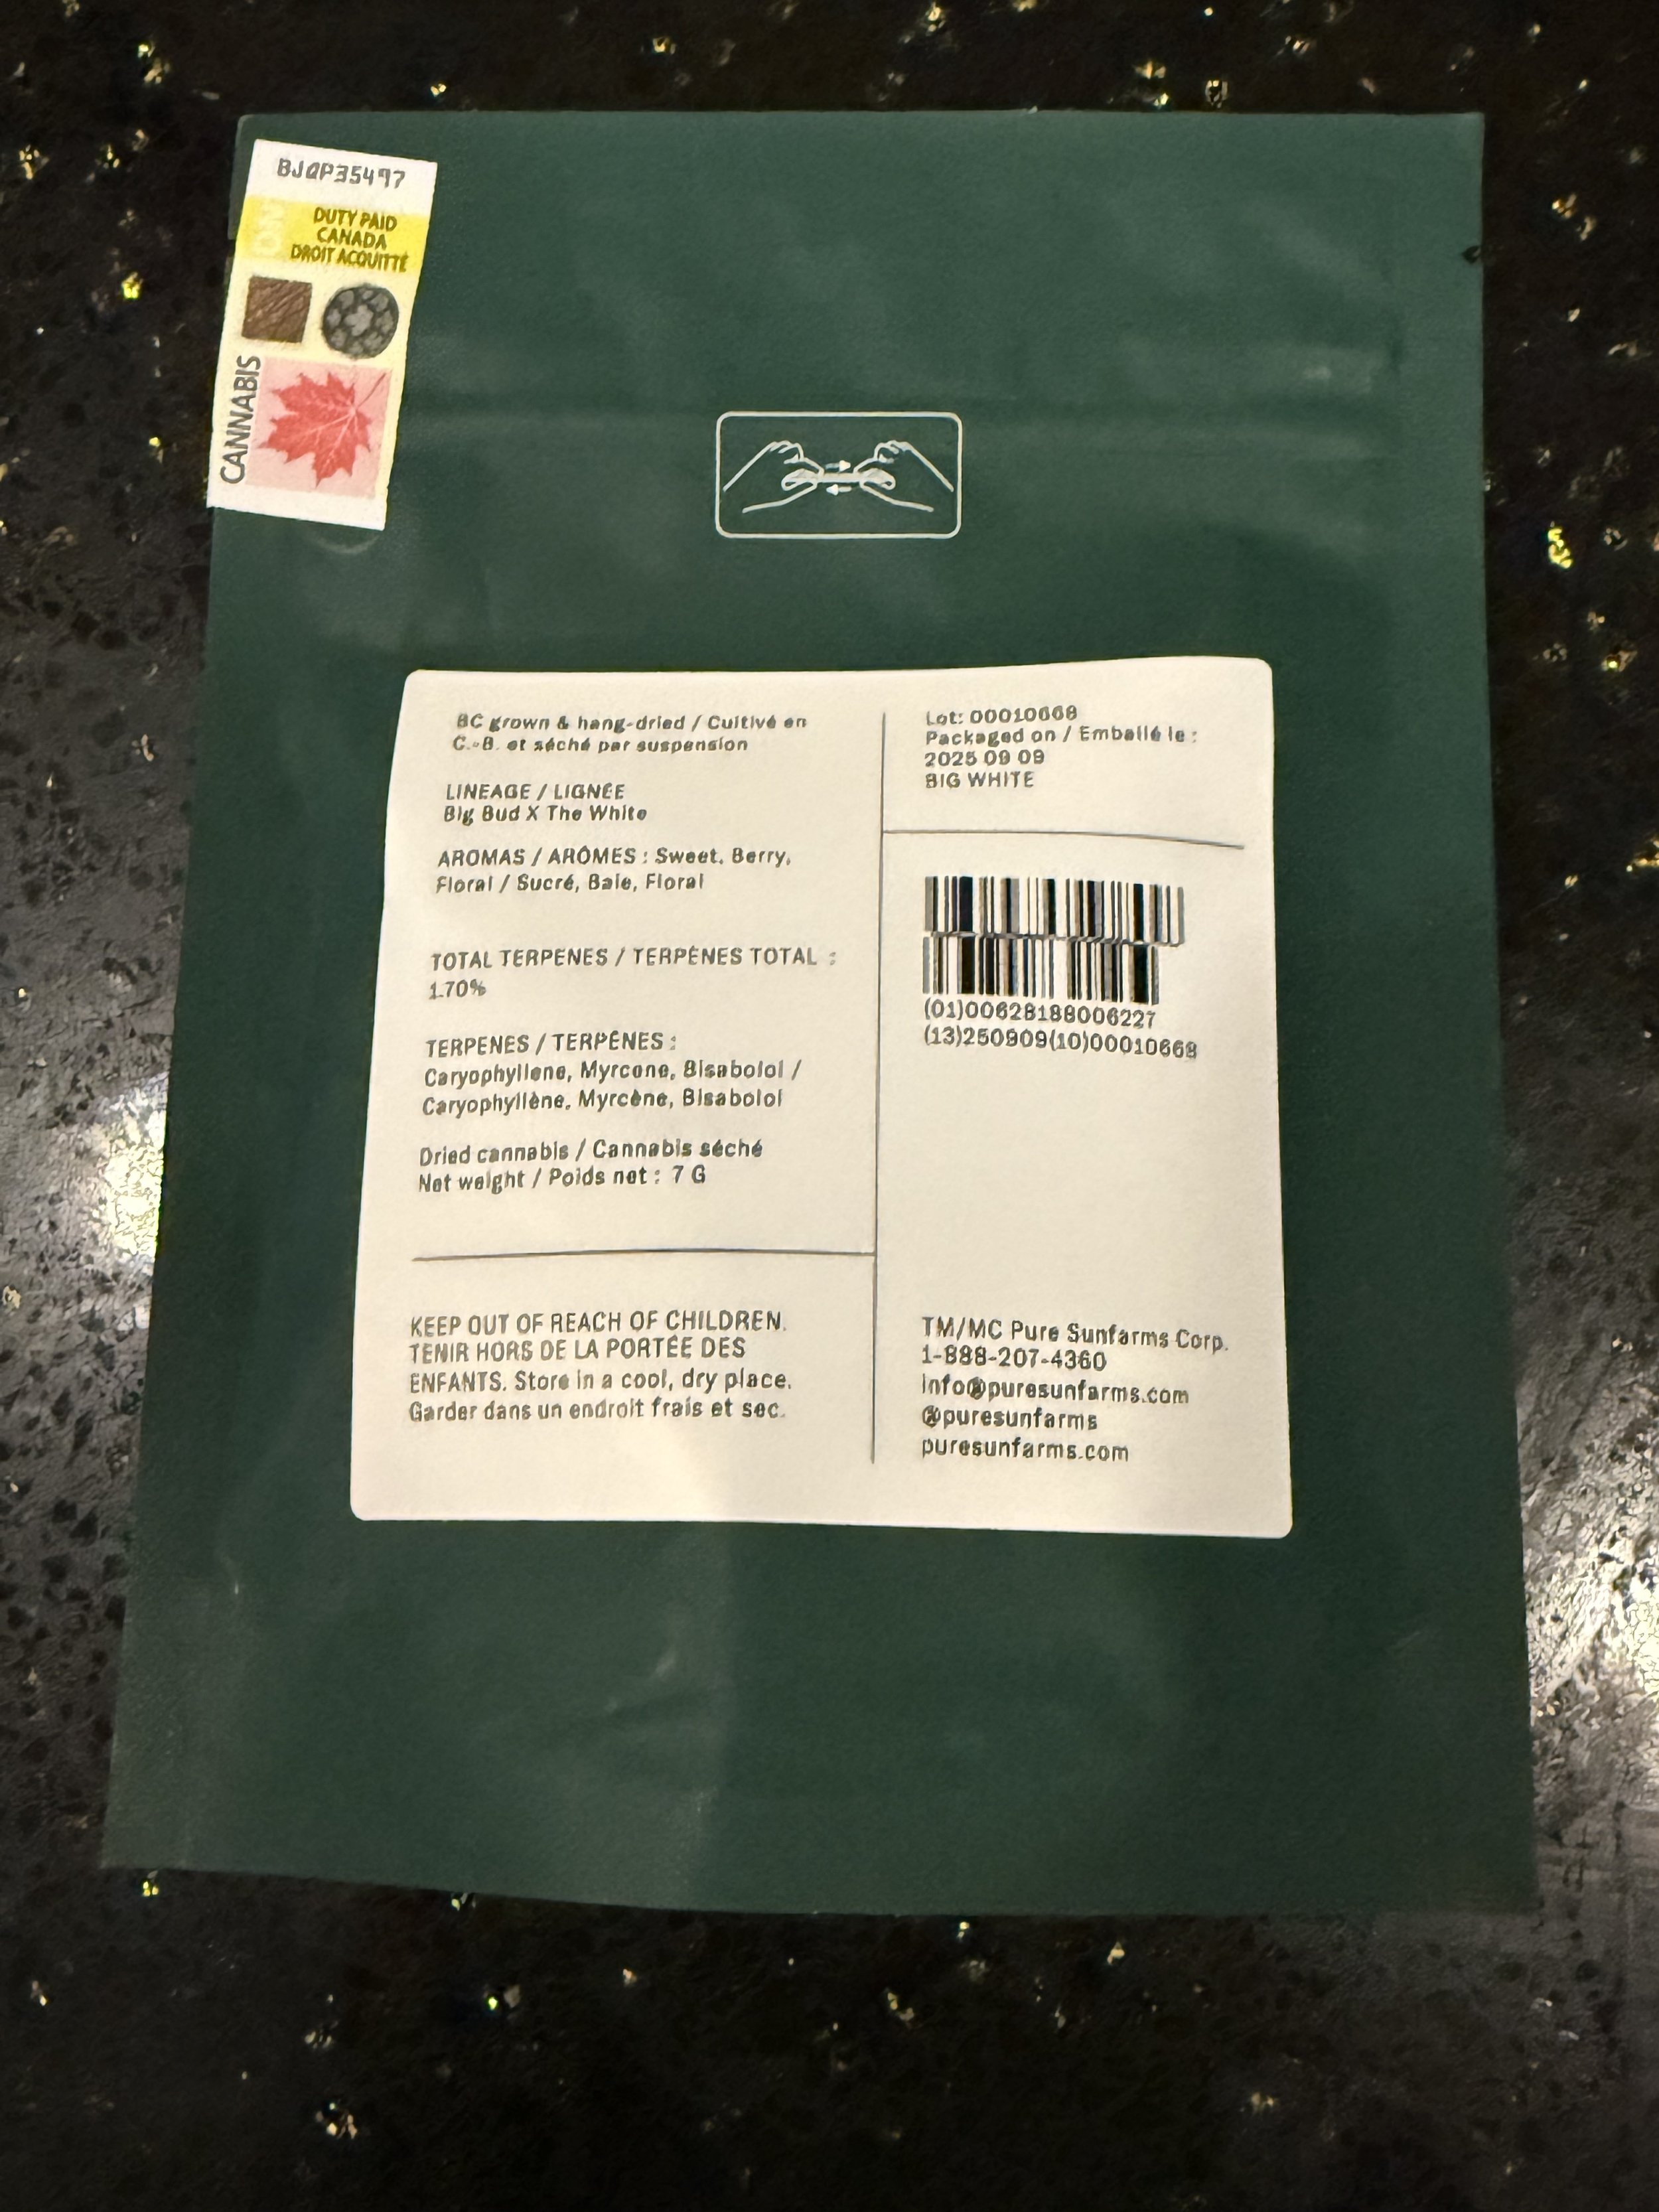 BJQP35497
DUTY PAID
CANADA
DROIT ACQUITTÉ
CANNABIS
BC grown & hang-dried / Cultivé en
C.-B. et séché par suspension
LINEAGE / LIGNÉE
Big Bud X The White
AROMAS / ARÔMES : Sweet, Berry,
Floral / Sucré, Baie, Floral
TOTAL TERPENES / TERPÈNES TOTAL :
1.70%
TERPENES / TERPÈNES :
Caryophyllene, Myrcene, Bisabolol /
Caryophyllène, Myrcène, Bisabolol
Dried cannabis / Cannabis séché
Net weight / Poids net : 7 G
KEEP OUT OF REACH OF CHILDREN.
TENIR HORS DE LA PORTÉE DES
ENFANTS. Store in a cool, dry place.
Garder dans un endroit frais et sec.
Lot: 00010668
Packaged on / Emballé le :
2025 09 09
BIG WHITE
(01)00628188006227
(13)250909(10)00010668
TM/MC Pure Sunfarms Corp.
1-888-207-4360
info@puresunfarms.com
@puresunfarms
puresunfarms.com